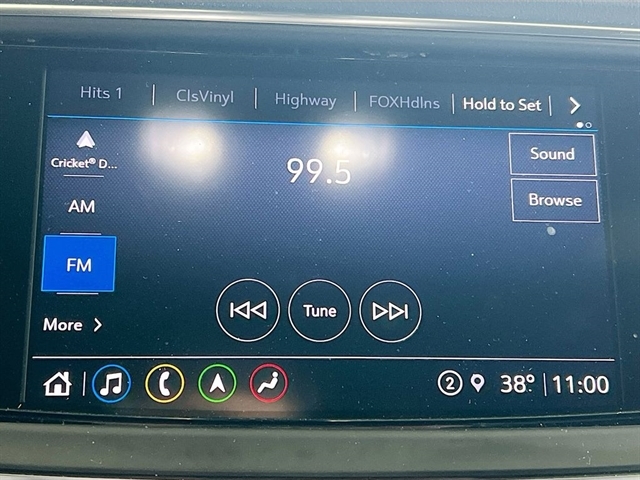 Hits 1 | ClsVinyl | Highway | FOXHdlns | Hold to Set |
Cricket® D...
99.5
Sound
AM
Browse
FM
Tune
More
2 38° | 11:00